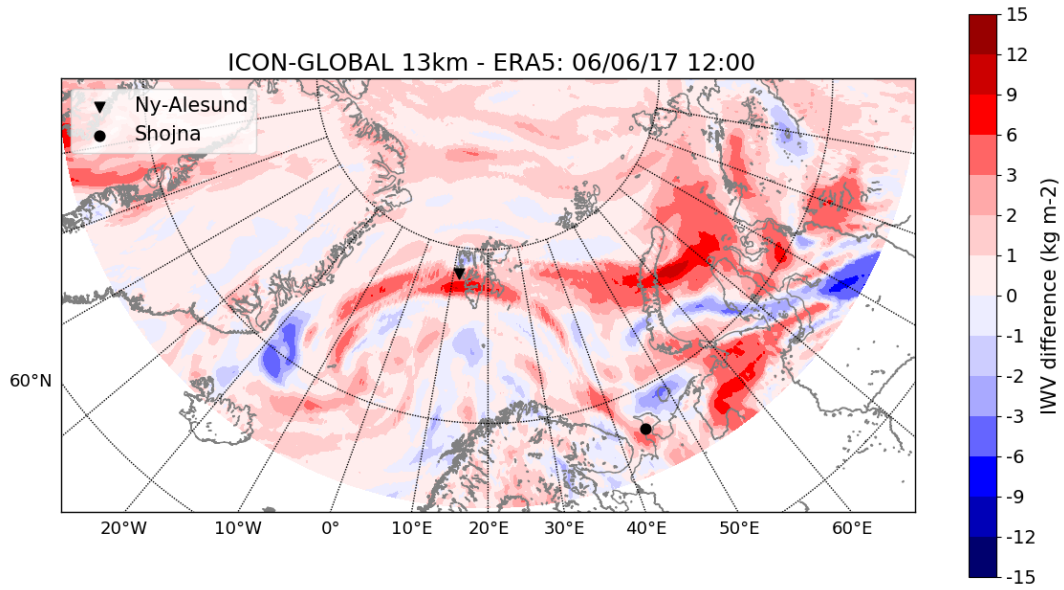 ICON-GLOBAL 13km - ERA5: 06/06/17 12:00
Ny-Alesund
Shojna
60°N
20°W
10°W
0°
10°E
20°E
30°E
40°E
50°E
60°E
15
12
9
6
3
2
1
0
-1
-2
-3
-6
-9
-12
-15
IWV difference (kg m-2)